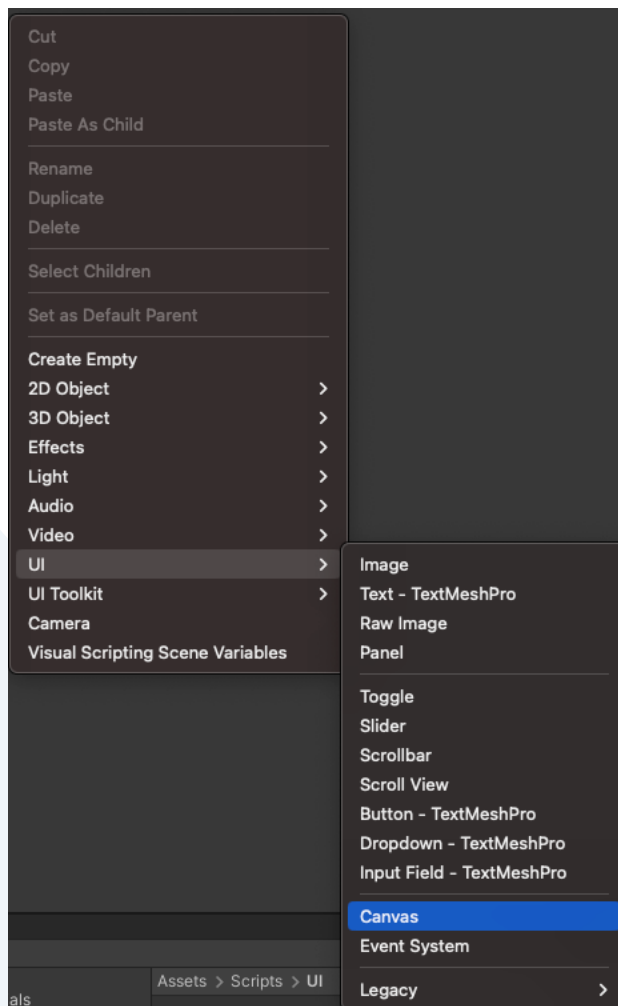 Cut
Copy
Paste
Paste As Child
Rename
Duplicate
Delete
Select Children
Set as Default Parent
Create Empty
2D Object
3D Object
Effects
Light
Audio
Video
UI
UI Toolkit
Camera
Visual Scripting Scene Variables
Image
Text - TextMeshPro
Raw Image
Panel
Toggle
Slider
Scrollbar
Scroll View
Button - TextMeshPro
Dropdown - TextMeshPro
Input Field - TextMeshPro
Canvas
Event System
Legacy
Assets > Scripts > UI
als